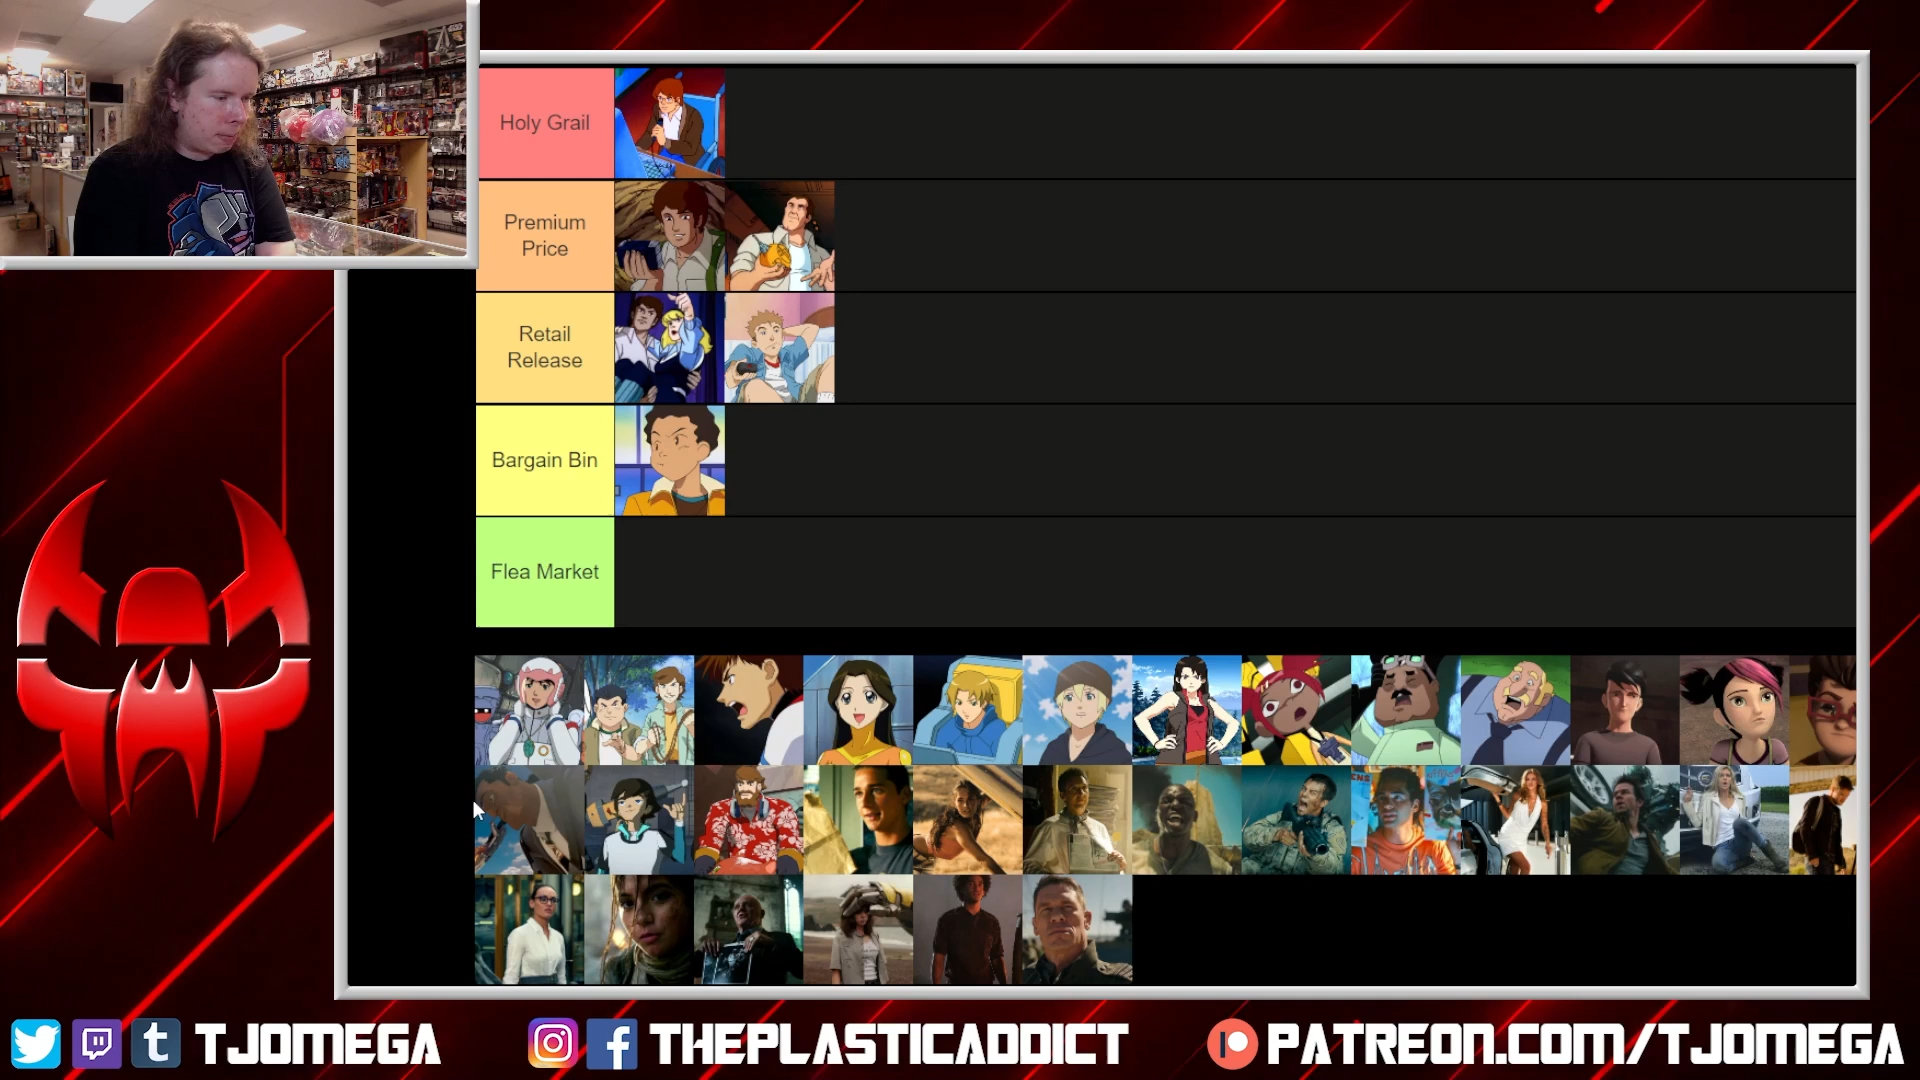 Holy Grail
Premium
Price
Retail
Release
Bargain Bin
Flea Market
TJOMEGA
THEPLASTICADDICT
PATREON.COM/TJOMEGA